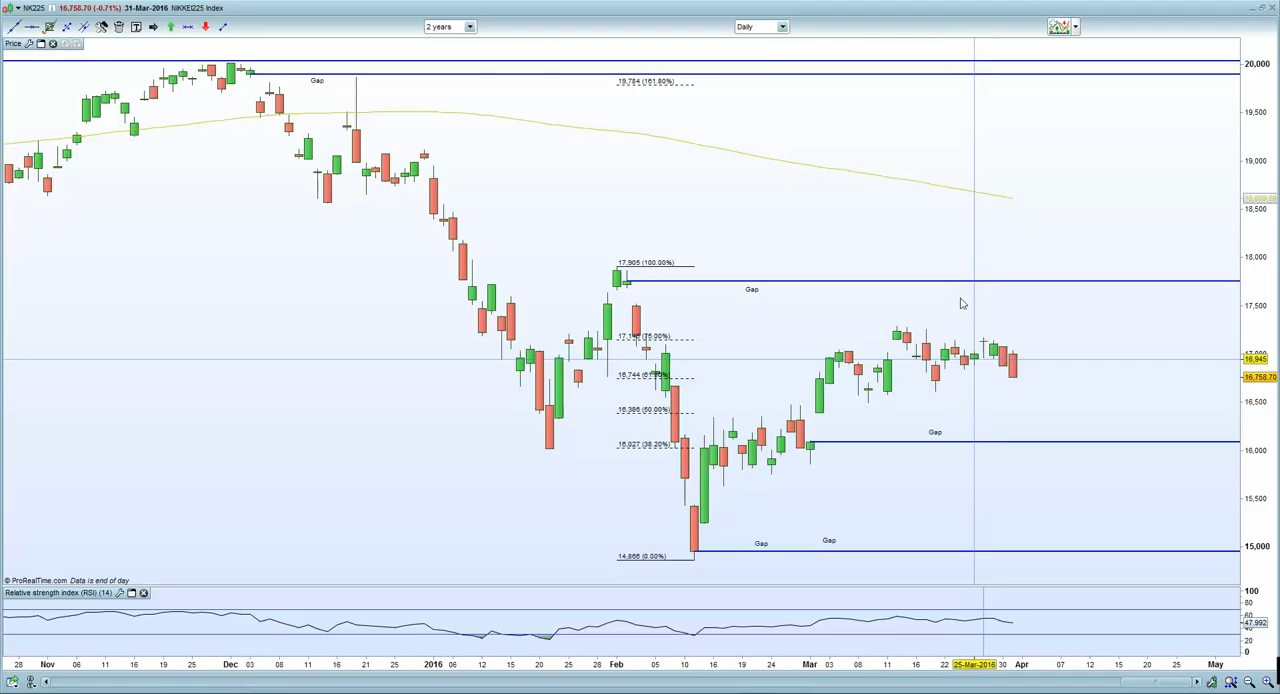 NK225 16,758.70 (-0.71%) 31-Mar-2016 NIKKEI225 Index
2 years
Daily
Price
20,000
Gap
19,784 (161.80%)
19,500
19,000
18,500
18,000
17,905 (100.00%)
Gap
17,500
17,146 (75.00%)
16,945
16,744
16,758.70
16,500
16,386 (50.00%)
Gap
16,027 (38.20%)
16,000
15,500
Gap
Gap
15,000
14,866 (0.00%)
© ProRealTime.com Data is end of day
Relative strength index (RSI) (14)
100
80
60
47.992
20
0
28 Nov 06 11 16 20 25 Dec 03 08 11 16 21 25 2016 06 12 15 20 25 28 Feb 05 10 15 19 24 Mar 03 08 11 16 22 25-Mar-2016 30 Apr 07 12 15 20 25 May